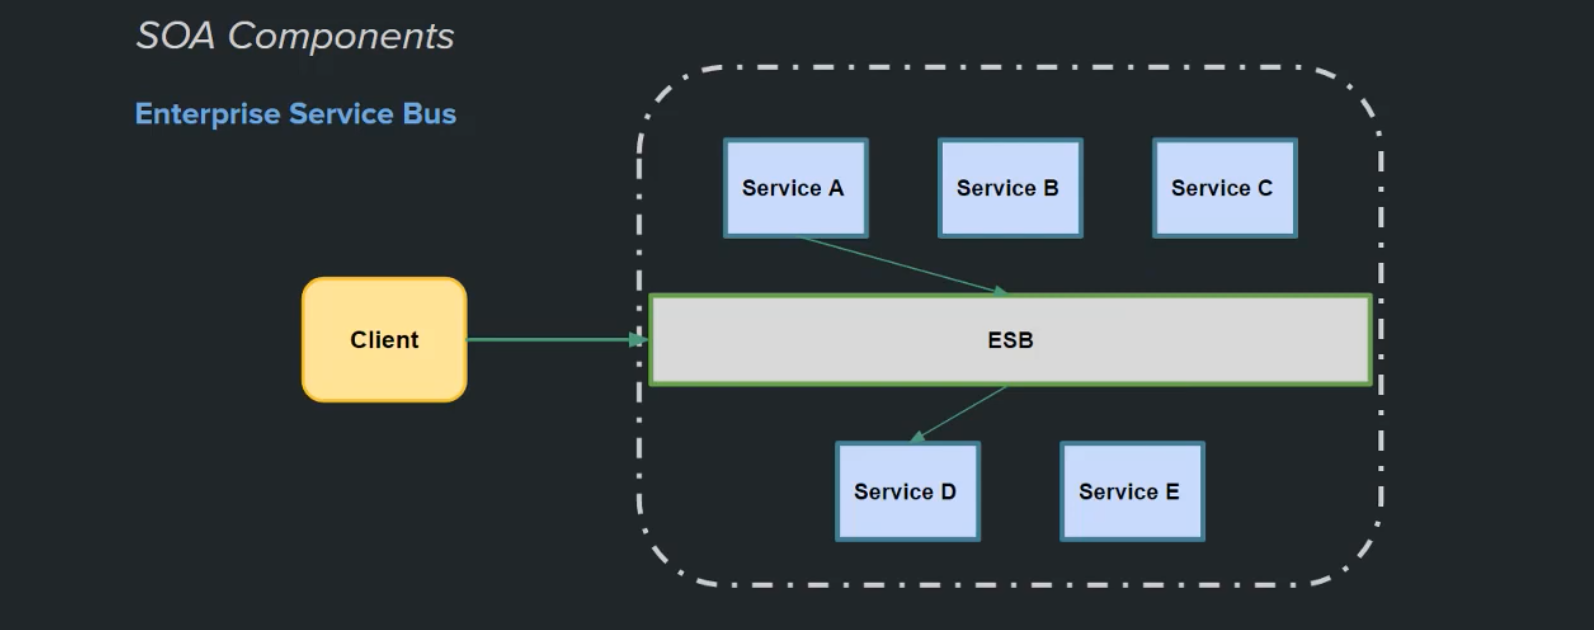 SOA Components
Enterprise Service Bus
Service A
Service B
Service C
Client
ESB
Service D
Service E